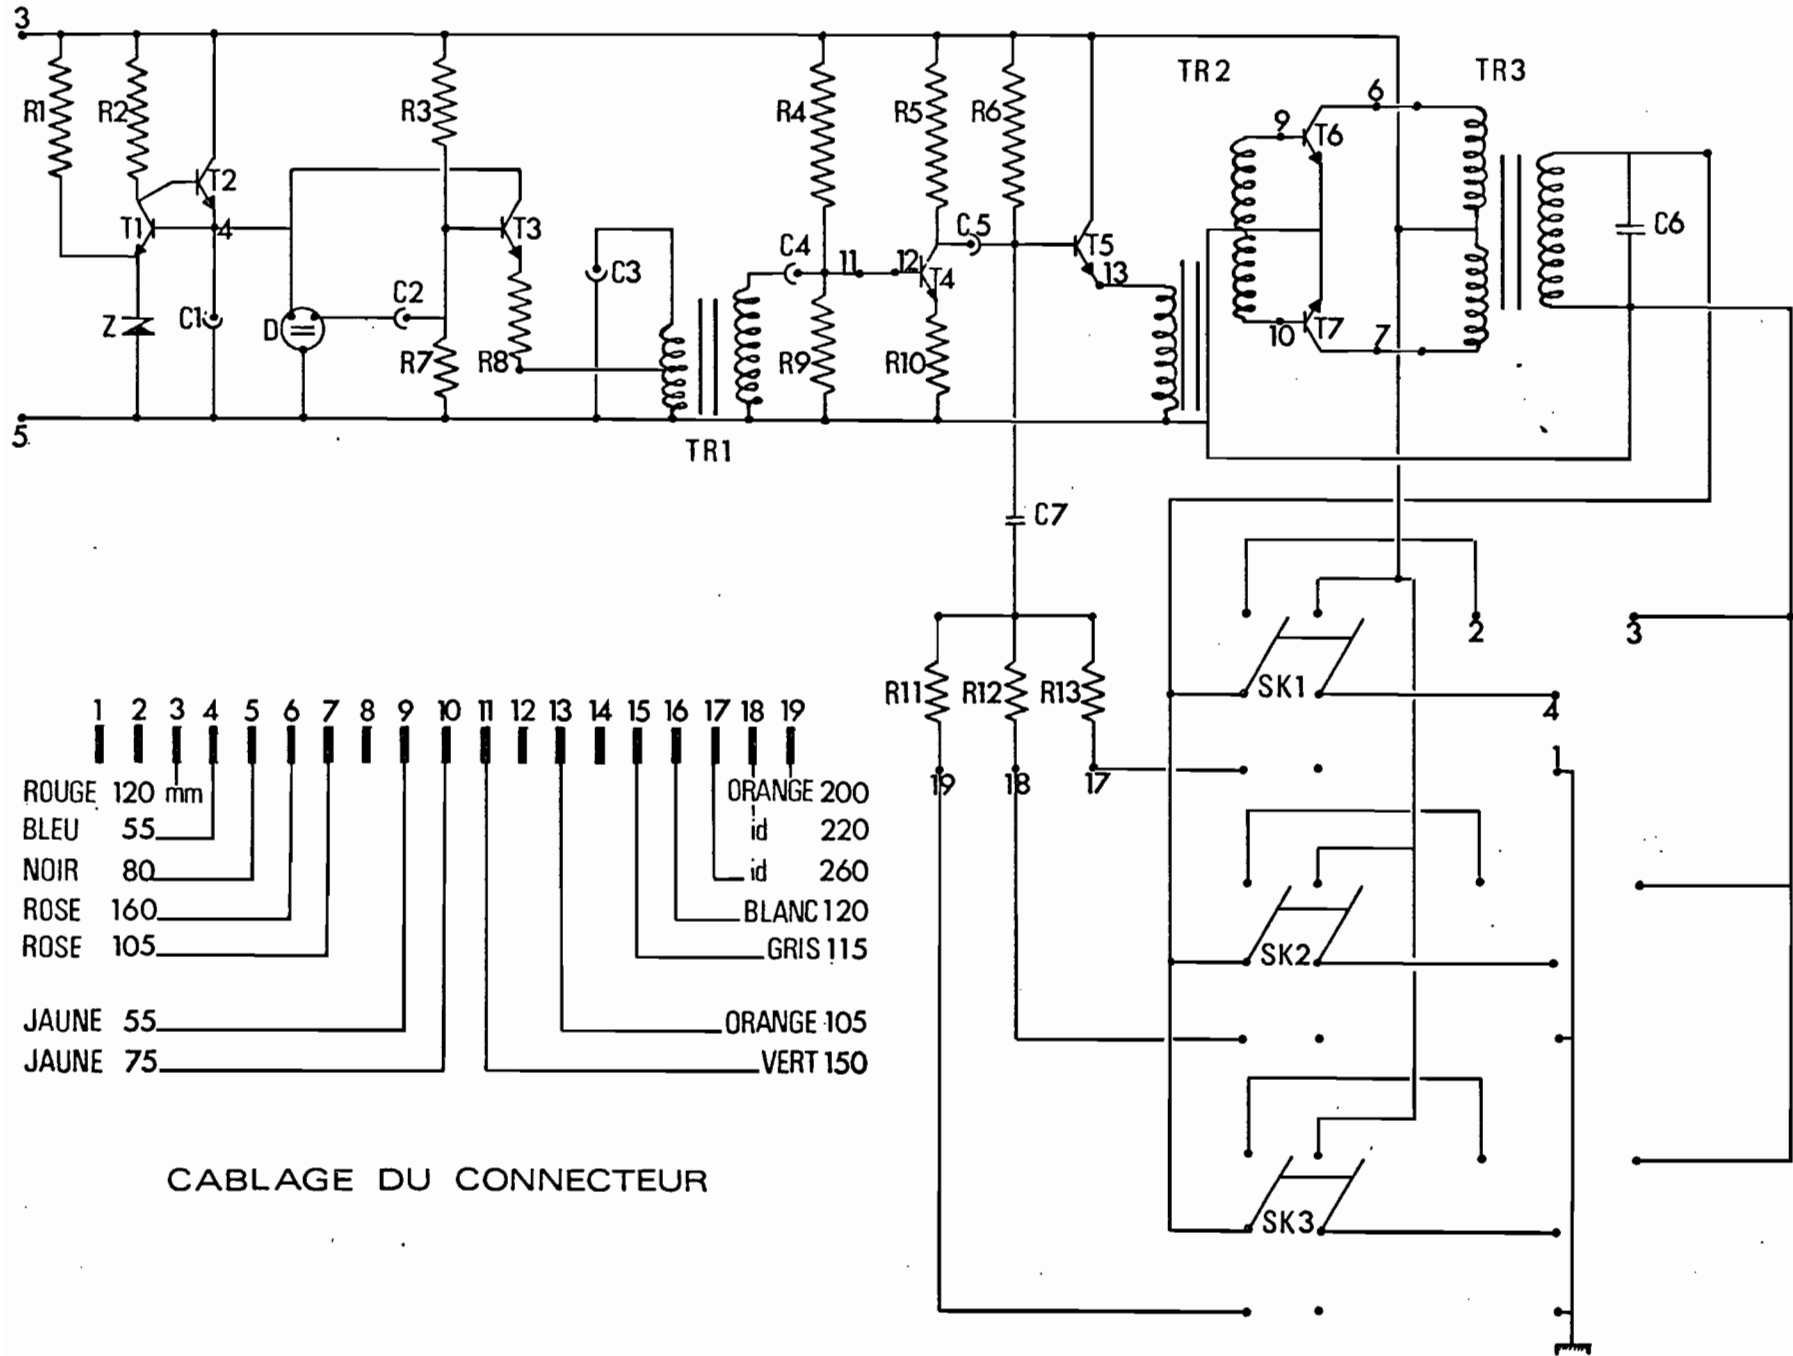 3
TR2
TR3
R1
R2
R3
R4
R5
R6
6
9
T6
T2
T1
4
T3
C5
T5
C6
C4
11
12
T4
13
C3
Z
C1
D
C2
R7
R8
R9
R10
10
T7
7
5
TR1
C7
2
3
R11
R12
R13
SK1
4
1
19
18
17
SK2
SK3
1 2 3 4 5 6 7 8 9 10 11 12 13 14 15 16 17 18 19
ROUGE 120 mm
ORANGE 200
BLEU 55
id 220
NOIR 80
id 260
ROSE 160
BLANC 120
ROSE 105
GRIS 115
JAUNE 55
ORANGE 105
JAUNE 75
VERT 150
CABLAGE DU CONNECTEUR